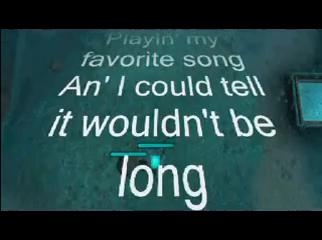 Playin' my
favorite song
An' I could tell
it wouldn't be
long